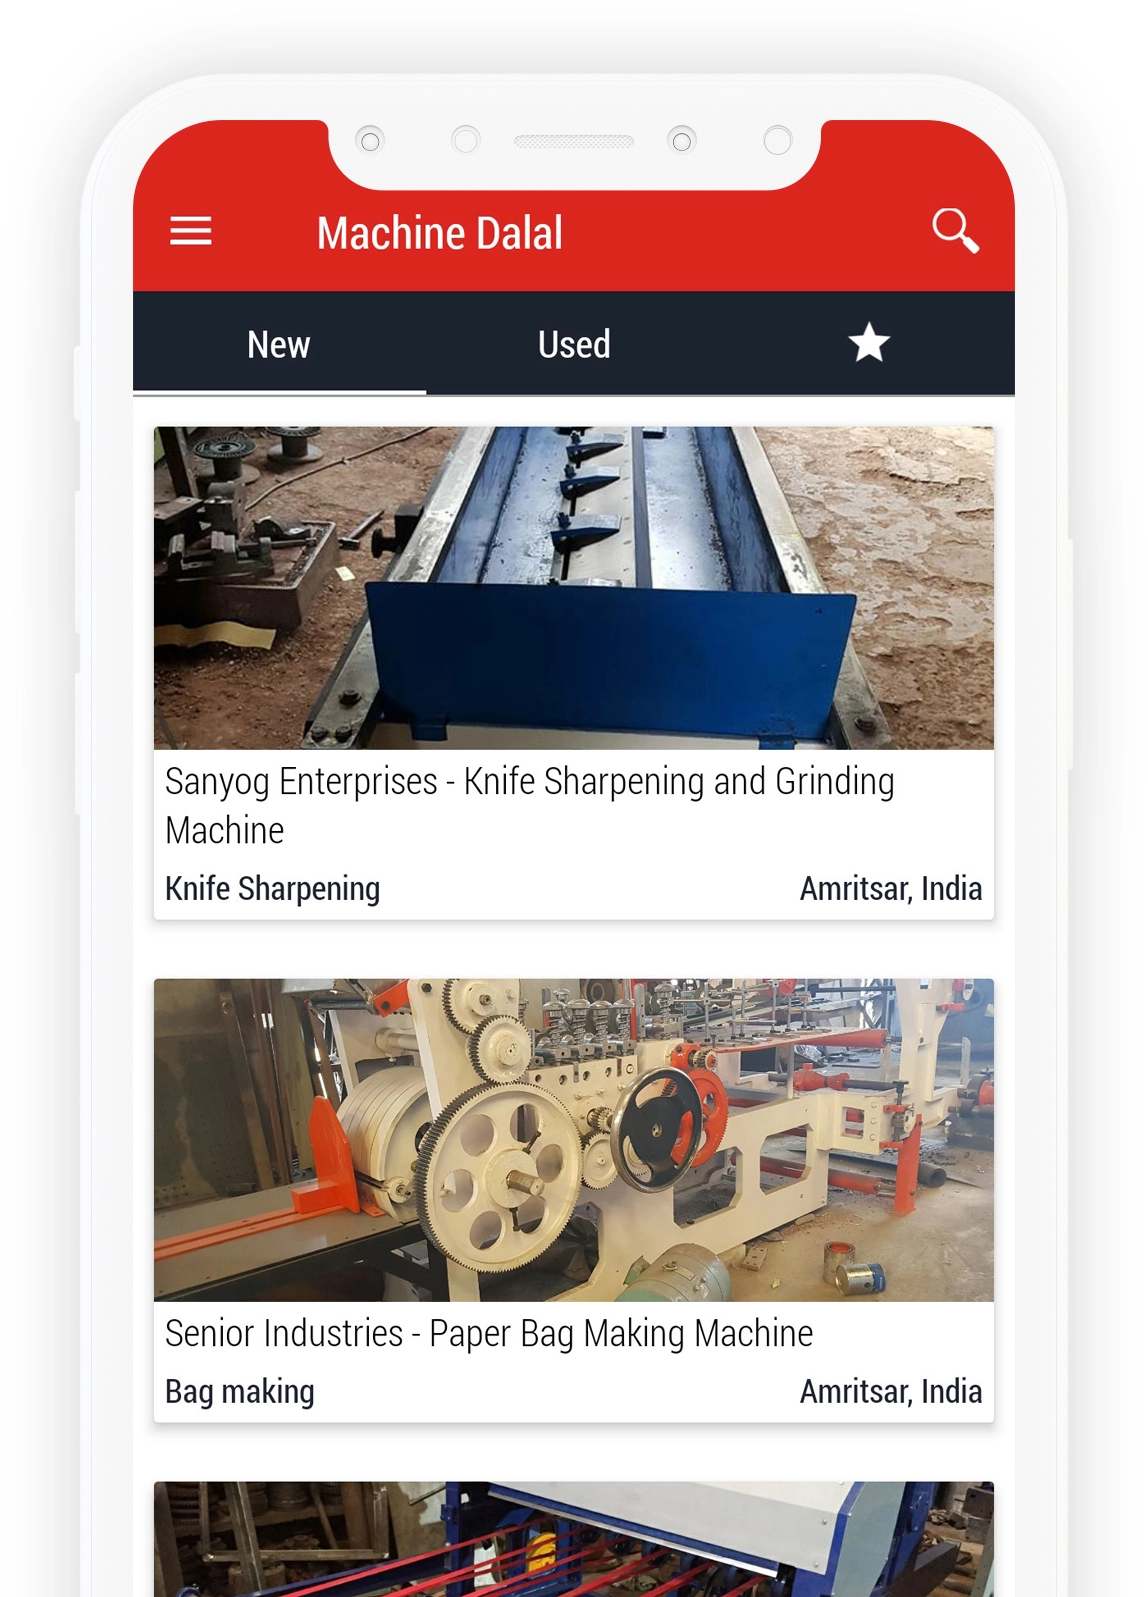 Machine Dalal
New
Used
Sanyog Enterprises - Knife Sharpening and Grinding
Machine
Knife Sharpening
Amritsar, India
Senior Industries - Paper Bag Making Machine
Bag making
Amritsar, India